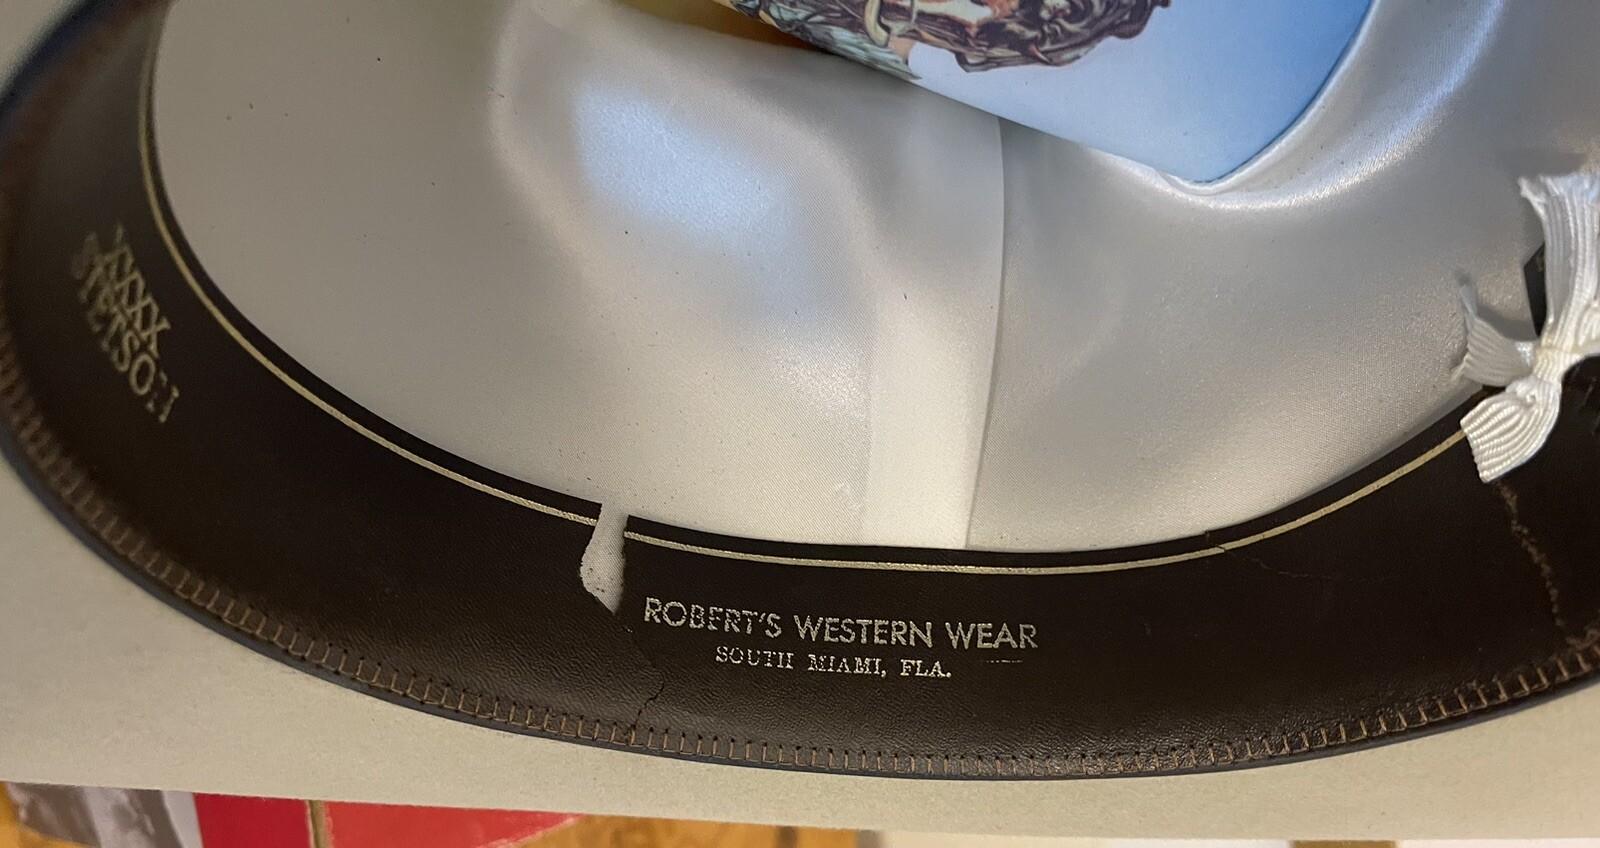 XXXX
STETSON
ROBERT'S WESTERN WEAR
SOUTH MIAMI, FLA.